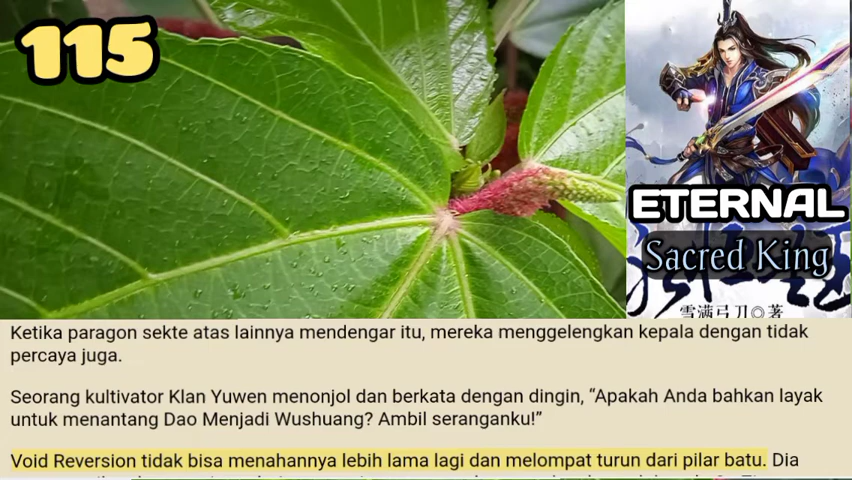 115
ETERNAL
Sacred King
雪满弓刀◎著
Ketika paragon sekte atas lainnya mendengar itu, mereka menggelengkan kepala dengan tidak
percaya juga.
Seorang kultivator Klan Yuwen menonjol dan berkata dengan dingin, “Apakah Anda bahkan layak
untuk menantang Dao Menjadi Wushuang? Ambil seranganku!”
Void Reversion tidak bisa menahannya lebih lama lagi dan melompat turun dari pilar batu. Dia